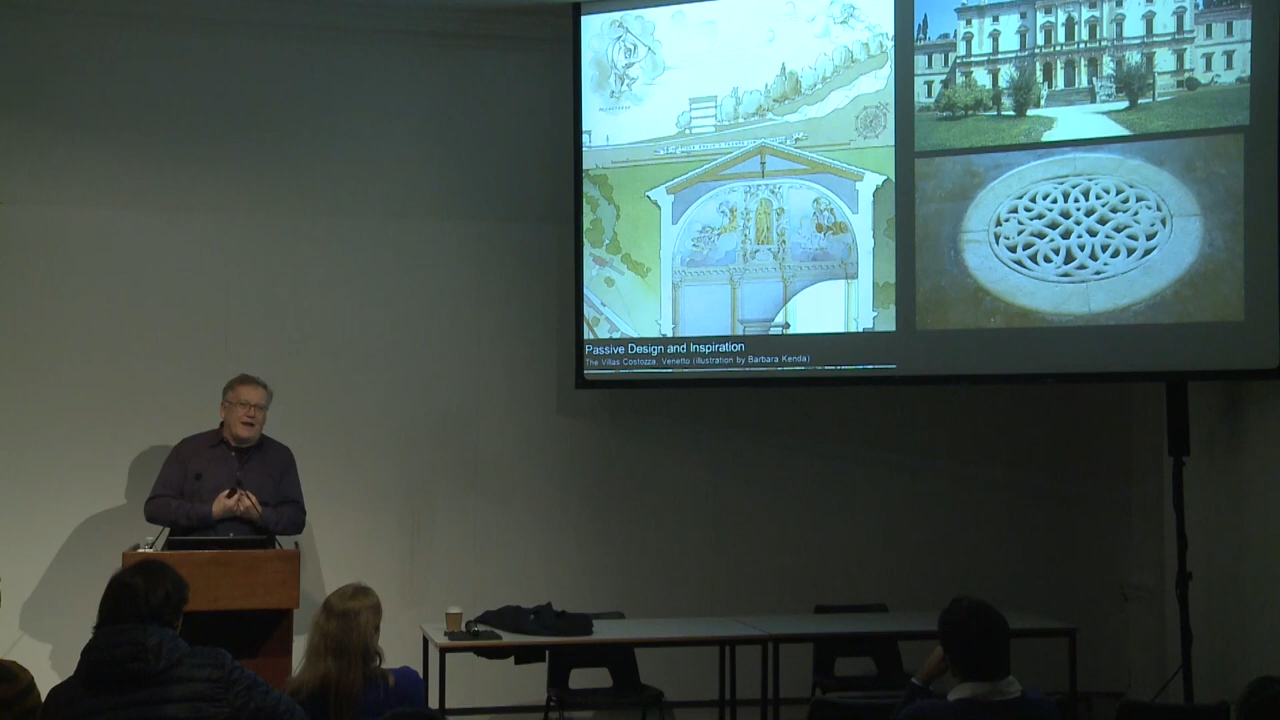 Passive Design and Inspiration
The Villas Costozza, Venetto (illustration by Barbara Kenda)